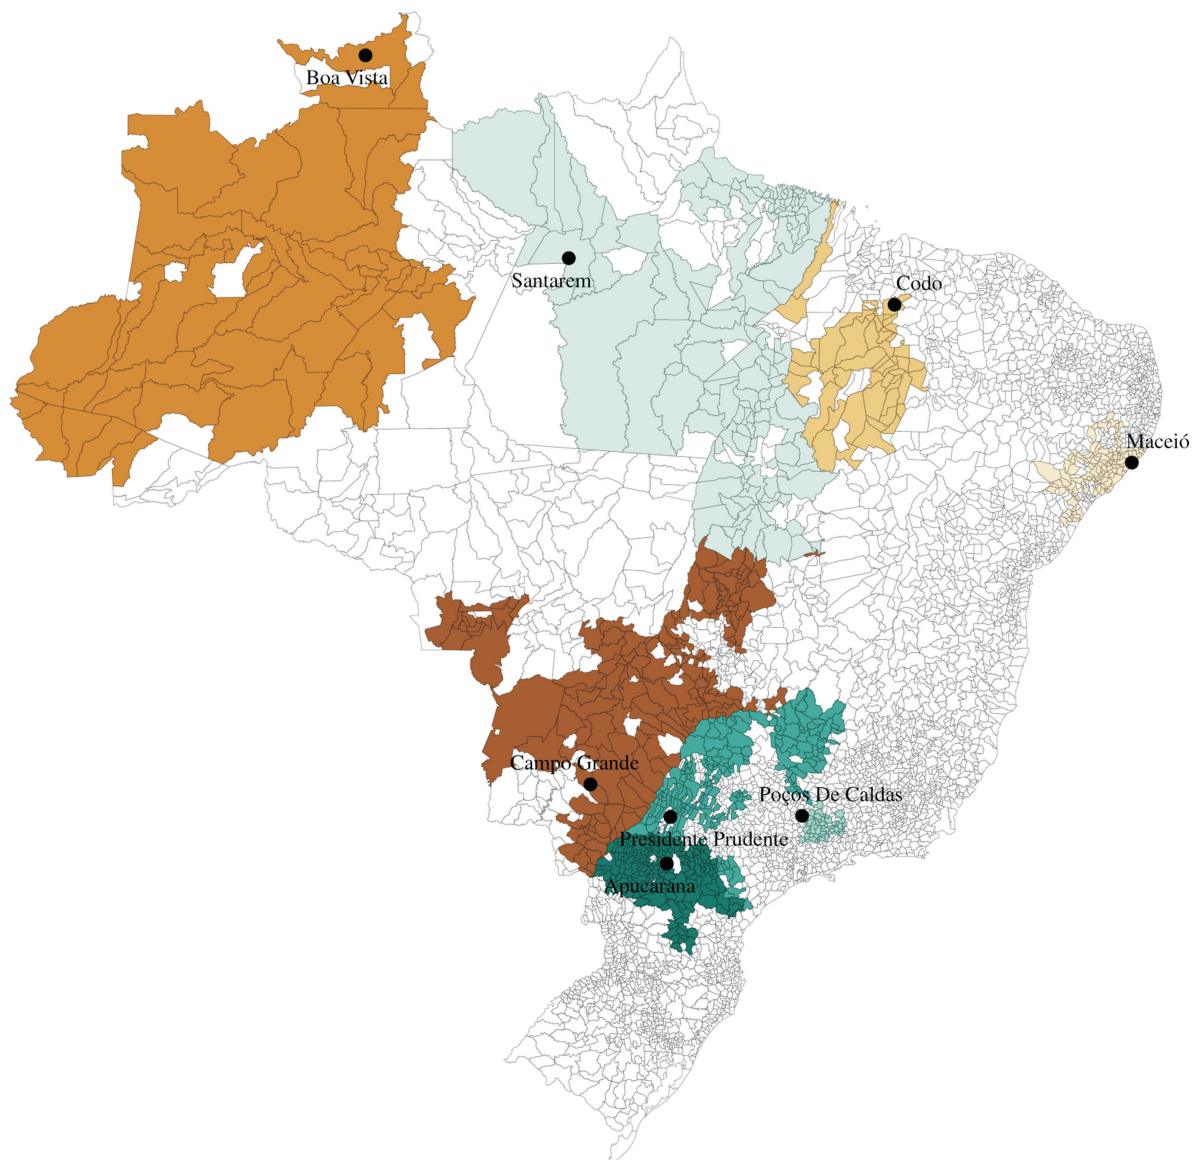 Boa Vista
Santarem
Codo
Maceió
Campo Grande
Poços De Caldas
Presidente Prudente
Apucarana